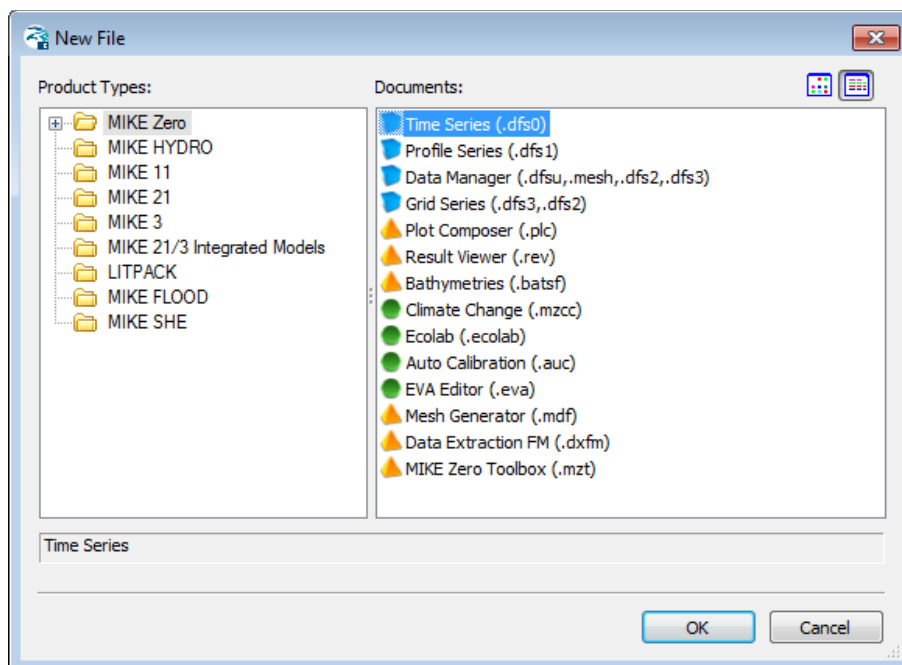 New File
Product Types:
MIKE Zero
MIKE HYDRO
MIKE 11
MIKE 21
MIKE 3
MIKE 21/3 Integrated Models
LITPACK
MIKE FLOOD
MIKE SHE
Documents:
Time Series (.dfs0)
Profile Series (.dfs1)
Data Manager (.dfsu,.mesh,.dfs2,.dfs3)
Grid Series (.dfs3,.dfs2)
Plot Composer (.plc)
Result Viewer (.rev)
Bathymetries (.batsf)
Climate Change (.mzcc)
Ecolab (.ecolab)
Auto Calibration (.auc)
EVA Editor (.eva)
Mesh Generator (.mdf)
Data Extraction FM (.dxfm)
MIKE Zero Toolbox (.mzt)
Time Series
OK
Cancel